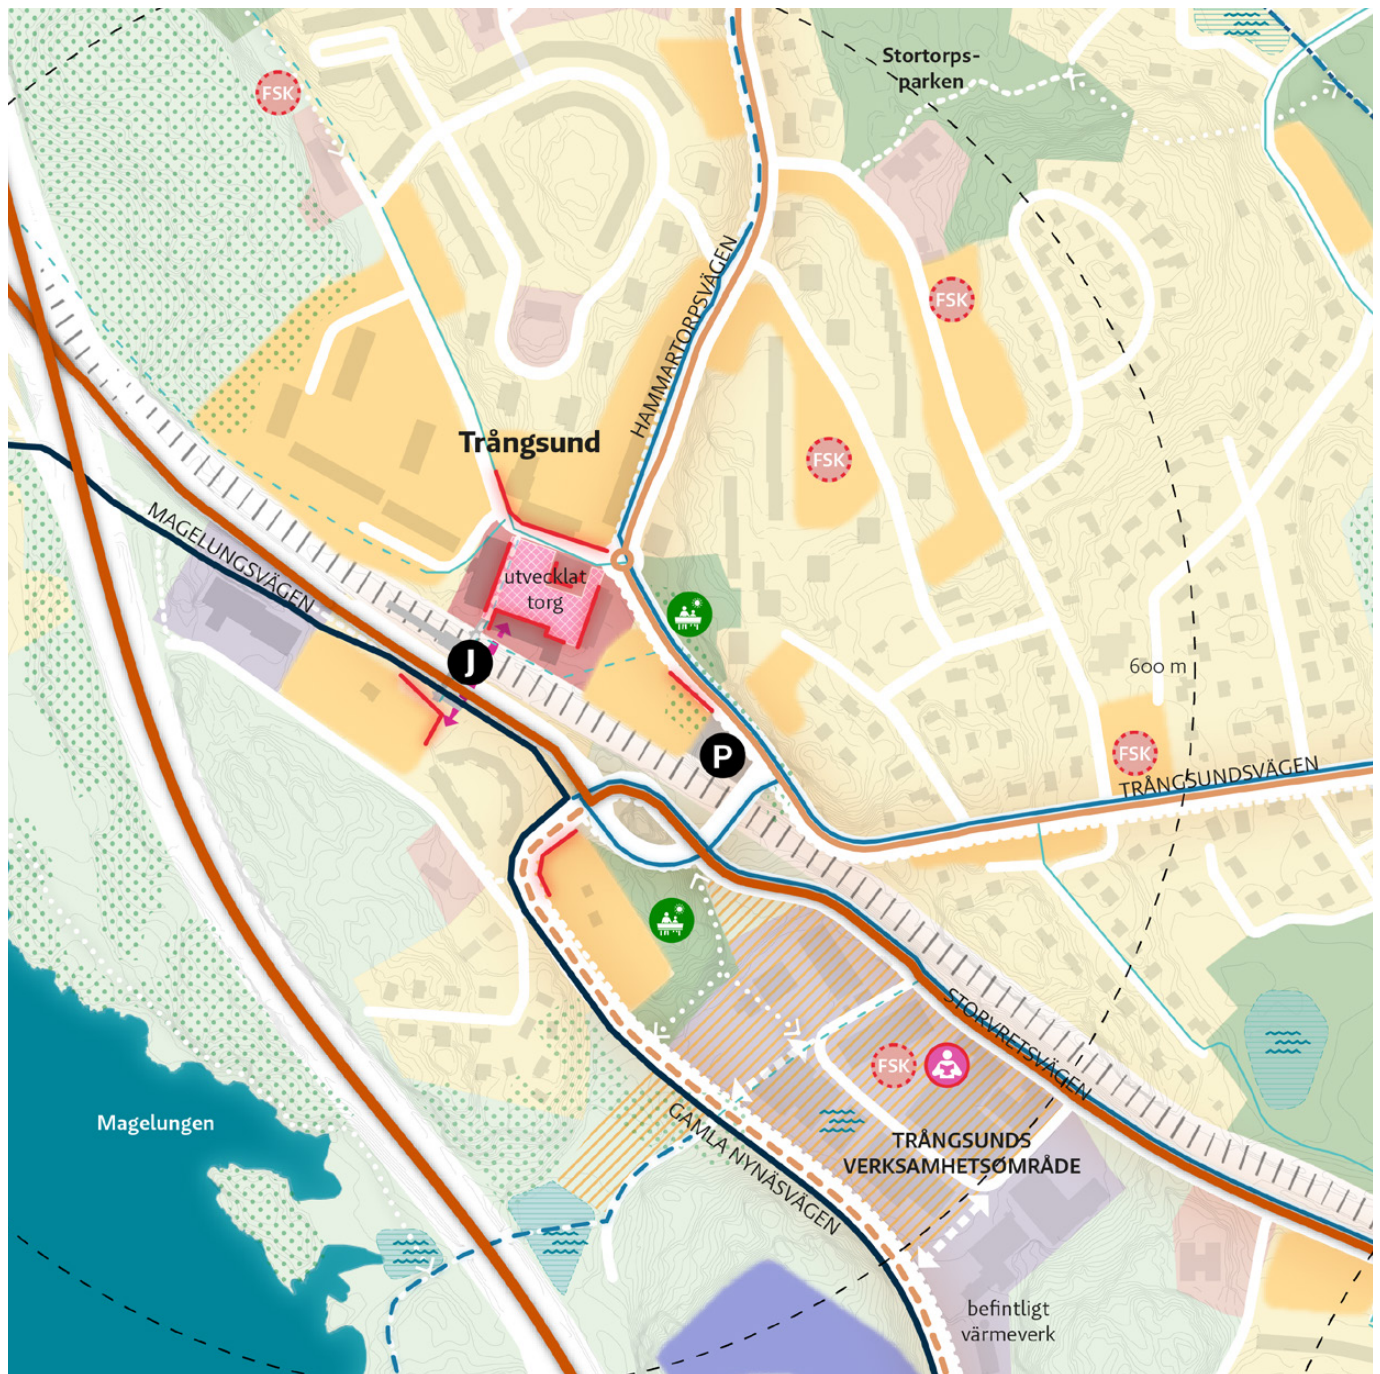 Stortorps-
parken
FSK
FSK
HAMMARTORPSVÄGEN
Trångsund
FSK
MAGELUNGSVÄGEN
utvecklat
torg
J
600 m
P
FSK
TRÅNGSUNDSVÄGEN
STORVRETSVÄGEN
FSK
Magelungen
GAMLA NYNÄSVÄGEN
TRÅNGSUNDS
VERKSAMHETSOMRÅDE
befintligt
värmeverk